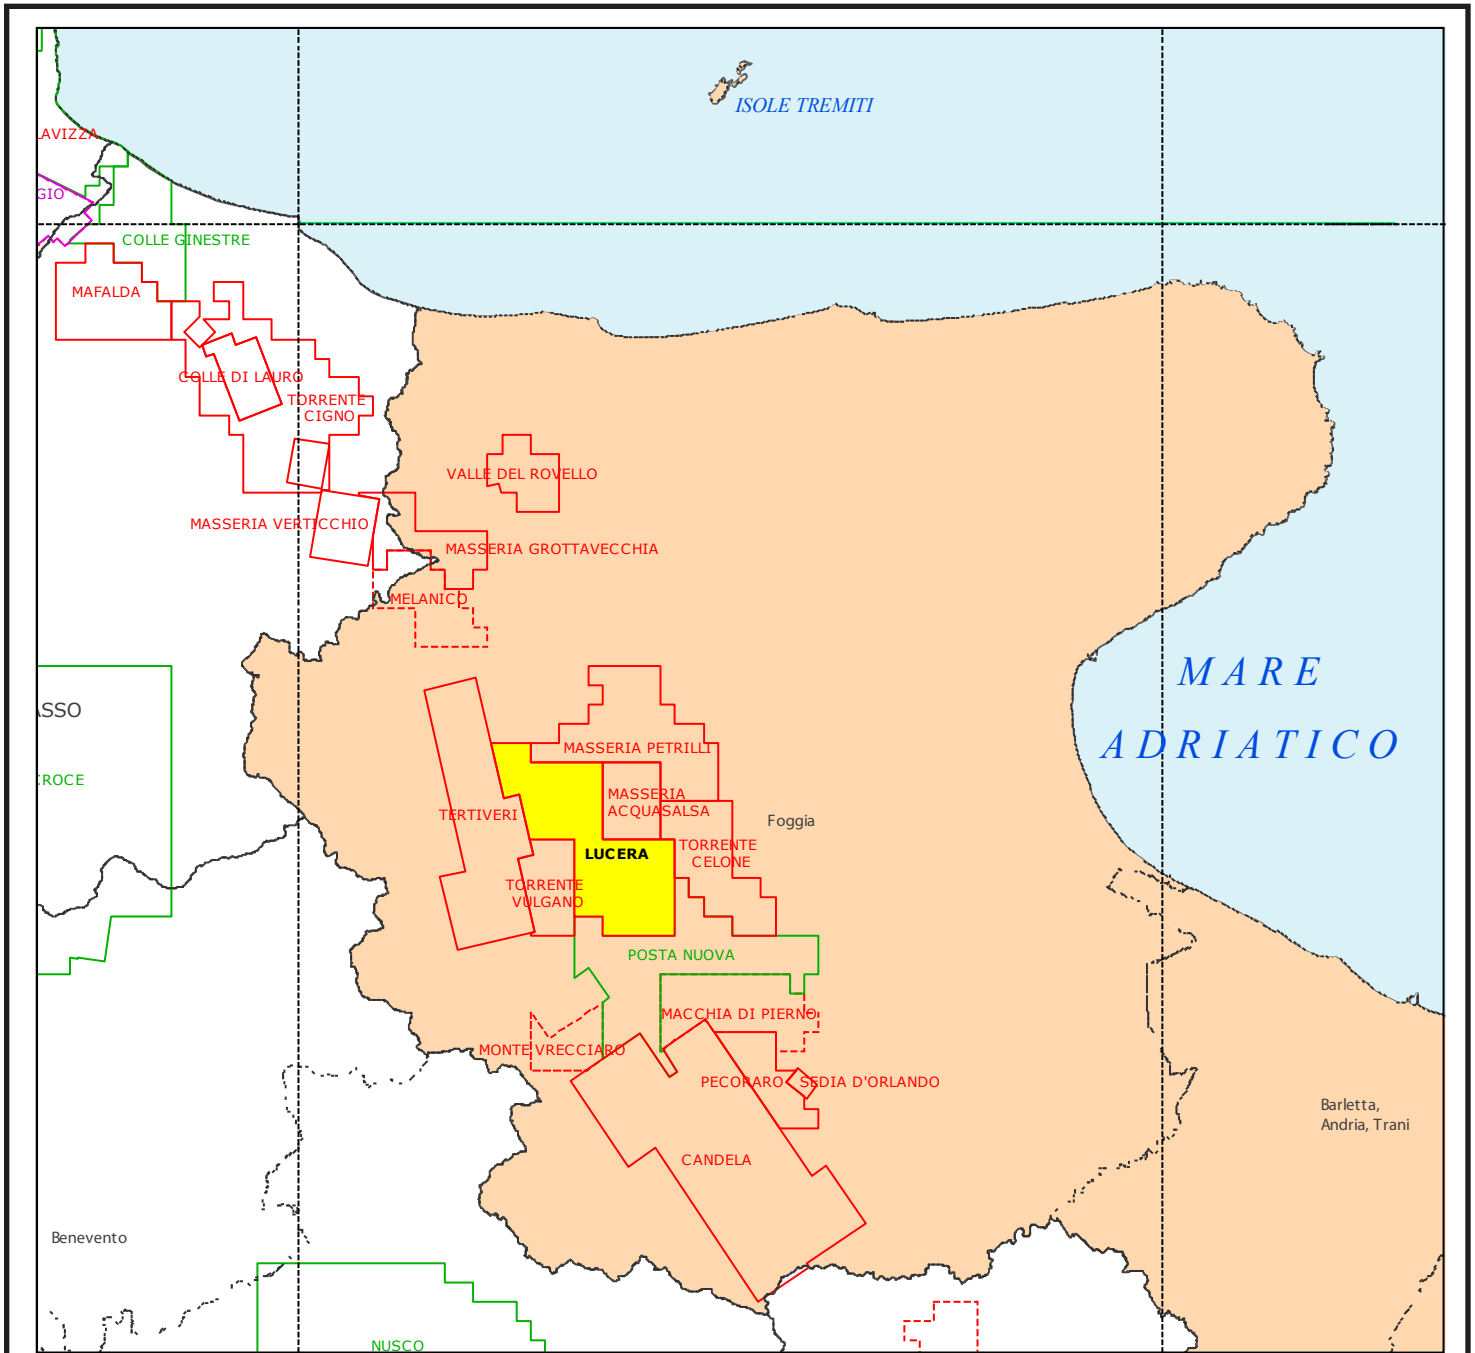 ISOLE TREMITI
LAVIZZA
GIO
COLLE GINESTRE
MAFALDA
COLLE DI LAURO
TORRENTE
CIGNO
VALLE DEL ROVELLO
MASSERIA VERTICCHIO
MASSERIA GROTTAVECCHIA
MELANICO
MARE
ADRIATICO
ASSO
CROCE
MASSERIA PETRILLI
MASSERIA
ACQUASALSA
TERTIVERI
Foggia
LUCERA
TORRENTE
CELONE
TORRENTE
VULGANO
POSTA NUOVA
MACCHIA DI PIERNO
MONTE VRECCIARO
PECORARO
SEDIA D'ORLANDO
Barletta,
Andria, Trani
CANDELA
Benevento
NUSCO